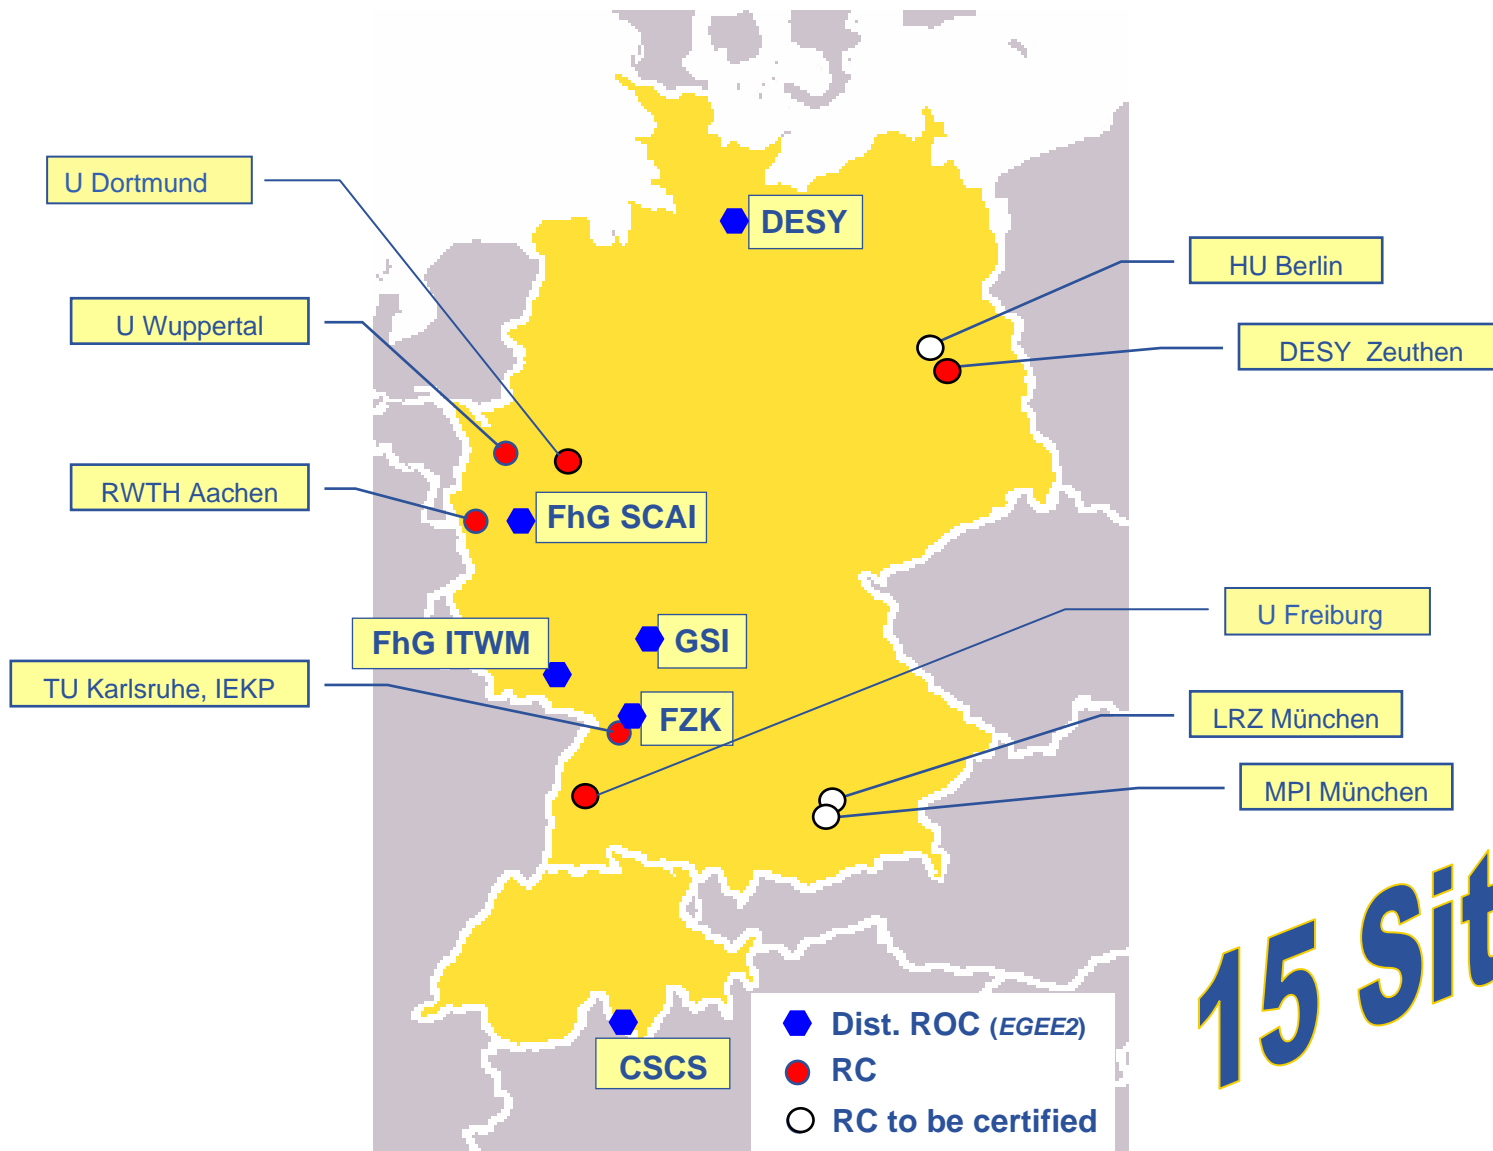 U Dortmund
DESY
HU Berlin
U Wuppertal
DESY Zeuthen
RWTH Aachen
FhG SCAI
U Freiburg
FhG ITWM
GSI
TU Karlsruhe, IEKP
FZK
LRZ München
MPI München
15 Sit
CSCS
Dist. ROC (EGEE2)
RC
RC to be certified